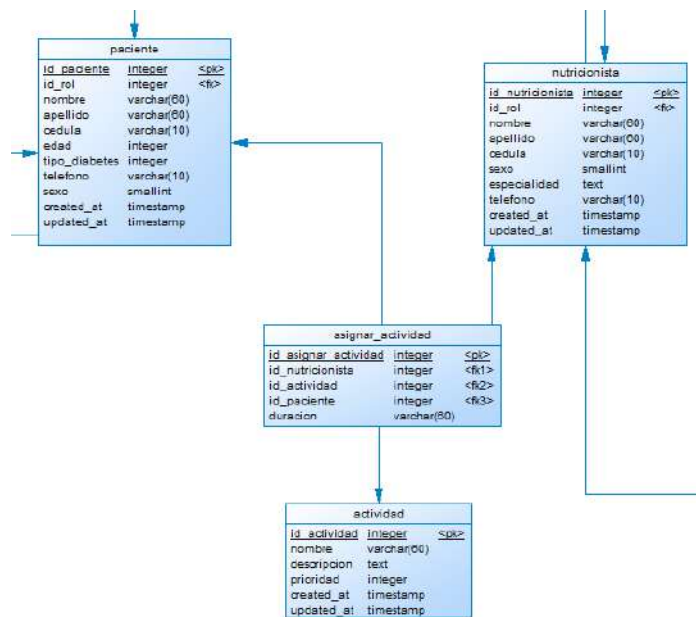 paciente
id_paciente integer <pk>
id_rol integer <fk>
nombre varchar(60)
apellido varchar(60)
cedula varchar(10)
edad integer
tipo_diabetes integer
telefono varchar(10)
sexo smallint
created_at timestamp
updated_at timestamp
nutricionista
id_nutricionista integer <pk>
id_rol integer <fk>
nombre varchar(60)
apellido varchar(60)
cedula varchar(10)
sexo smallint
especialidad text
telefono varchar(10)
created_at timestamp
updated_at timestamp
asignar_actividad
id_asignar_actividad integer <pk>
id_nutricionista integer <fk1>
id_actividad integer <fk2>
id_paciente integer <fk3>
duracion varchar(60)
actividad
id_actividad integer <pk>
nombre varchar(60)
descripcion text
prioridad integer
created_at timestamp
updated_at timestamp